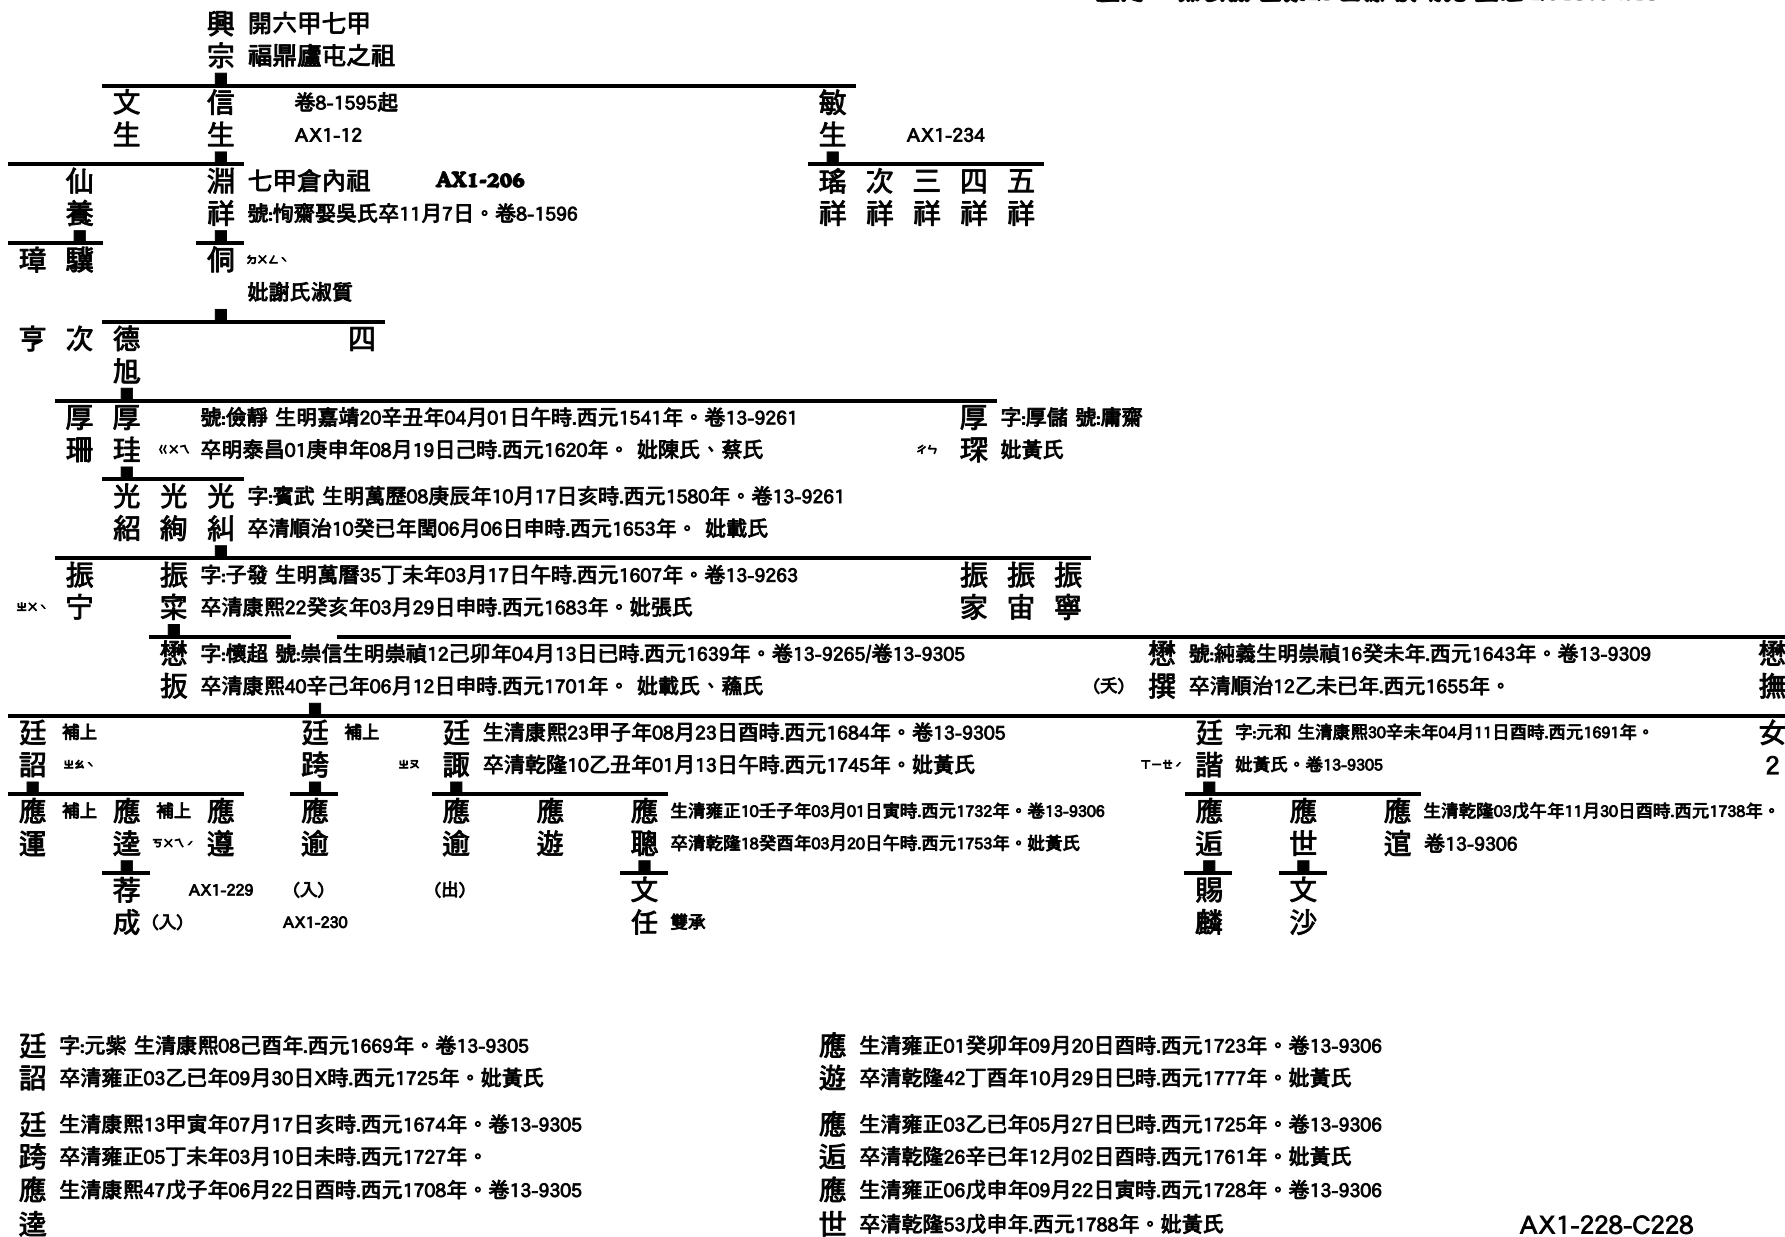 興 開六甲七甲
宗 福鼎廬屯之祖
文 信 卷8-1595起 敏
生 生 AX1-12 生 AX1-234
仙 淵 七甲倉內祖 AX1-206 瑤 次 三 四 五
養 祥 號:恂齋娶吳氏卒11月7日。卷8-1596 祥 祥 祥 祥 祥
璋 驥 侗 ㄉㄨㄥˋ
妣謝氏淑質
亨 次 德 四
旭
厚 厚 號:儉靜 生明嘉靖20辛丑年04月01日午時.西元1541年。卷13-9261 厚 字:厚儲 號:庸齋
珊 珪 ㄍㄨㄟ 卒明泰昌01庚申年08月19日己時.西元1620年。 妣陳氏、蔡氏 ㄔㄣ 琛 妣黃氏
光 光 光 字:賓武 生明萬歷08庚辰年10月17日亥時.西元1580年。卷13-9261
紹 絢 糾 卒清順治10癸已年閏06月06日申時.西元1653年。 妣載氏
振 振 字:子發 生明萬曆35丁未年03月17日午時.西元1607年。卷13-9263 振 振 振
ㄓㄨˋ 宁 寀 卒清康熙22癸亥年03月29日申時.西元1683年。妣張氏 家 宙 寧
懋 字:懷超 號:崇信生明崇禎12己卯年04月13日已時.西元1639年。卷13-9265/卷13-9305 懋 號:純義生明崇禎16癸未年.西元1643年。卷13-9309 懋
扳 卒清康熙40辛己年06月12日申時.西元1701年。 妣載氏、蘓氏 (夭) 撰 卒清順治12乙未已年.西元1655年。 撫
廷 補上 廷 補上 廷 生清康熙23甲子年08月23日酉時.西元1684年。卷13-9305 廷 字:元和 生清康熙30辛未年04月11日酉時.西元1691年。 女
詔 ㄓㄠˋ 跨 ㄓㄡ 諏 卒清乾隆10乙丑年01月13日午時.西元1745年。妣黃氏 ㄒㄧㄝˊ 諧 妣黃氏。卷13-9305 2
應 補上 應 補上 應 應 應 應 應 生清雍正10壬子年03月01日寅時.西元1732年。卷13-9306 應 應 應 生清乾隆03戊午年11月30日酉時.西元1738年。
運 逵 ㄎㄨㄟˊ 遵 逾 逾 遊 聰 卒清乾隆18癸酉年03月20日午時.西元1753年。妣黃氏 逅 世 逭 卷13-9306
荐 AX1-229 (入) (出) 文 賜 文
成 (入) AX1-230 任 雙承 麟 沙
廷 字:元紫 生清康熙08己酉年.西元1669年。卷13-9305
詔 卒清雍正03乙已年09月30日X時.西元1725年。妣黃氏
廷 生清康熙13甲寅年07月17日亥時.西元1674年。卷13-9305
跨 卒清雍正05丁未年03月10日未時.西元1727年。
應 生清康熙47戊子年06月22日酉時.西元1708年。卷13-9305
逵
應 生清雍正01癸卯年09月20日酉時.西元1723年。卷13-9306
遊 卒清乾隆42丁酉年10月29日巳時.西元1777年。妣黃氏
應 生清雍正03乙已年05月27日巳時.西元1725年。卷13-9306
逅 卒清乾隆26辛巳年12月02日酉時.西元1761年。妣黃氏
應 生清雍正06戊申年09月22日寅時.西元1728年。卷13-9306
世 卒清乾隆53戊申年.西元1788年。妣黃氏
AX1-228-C228